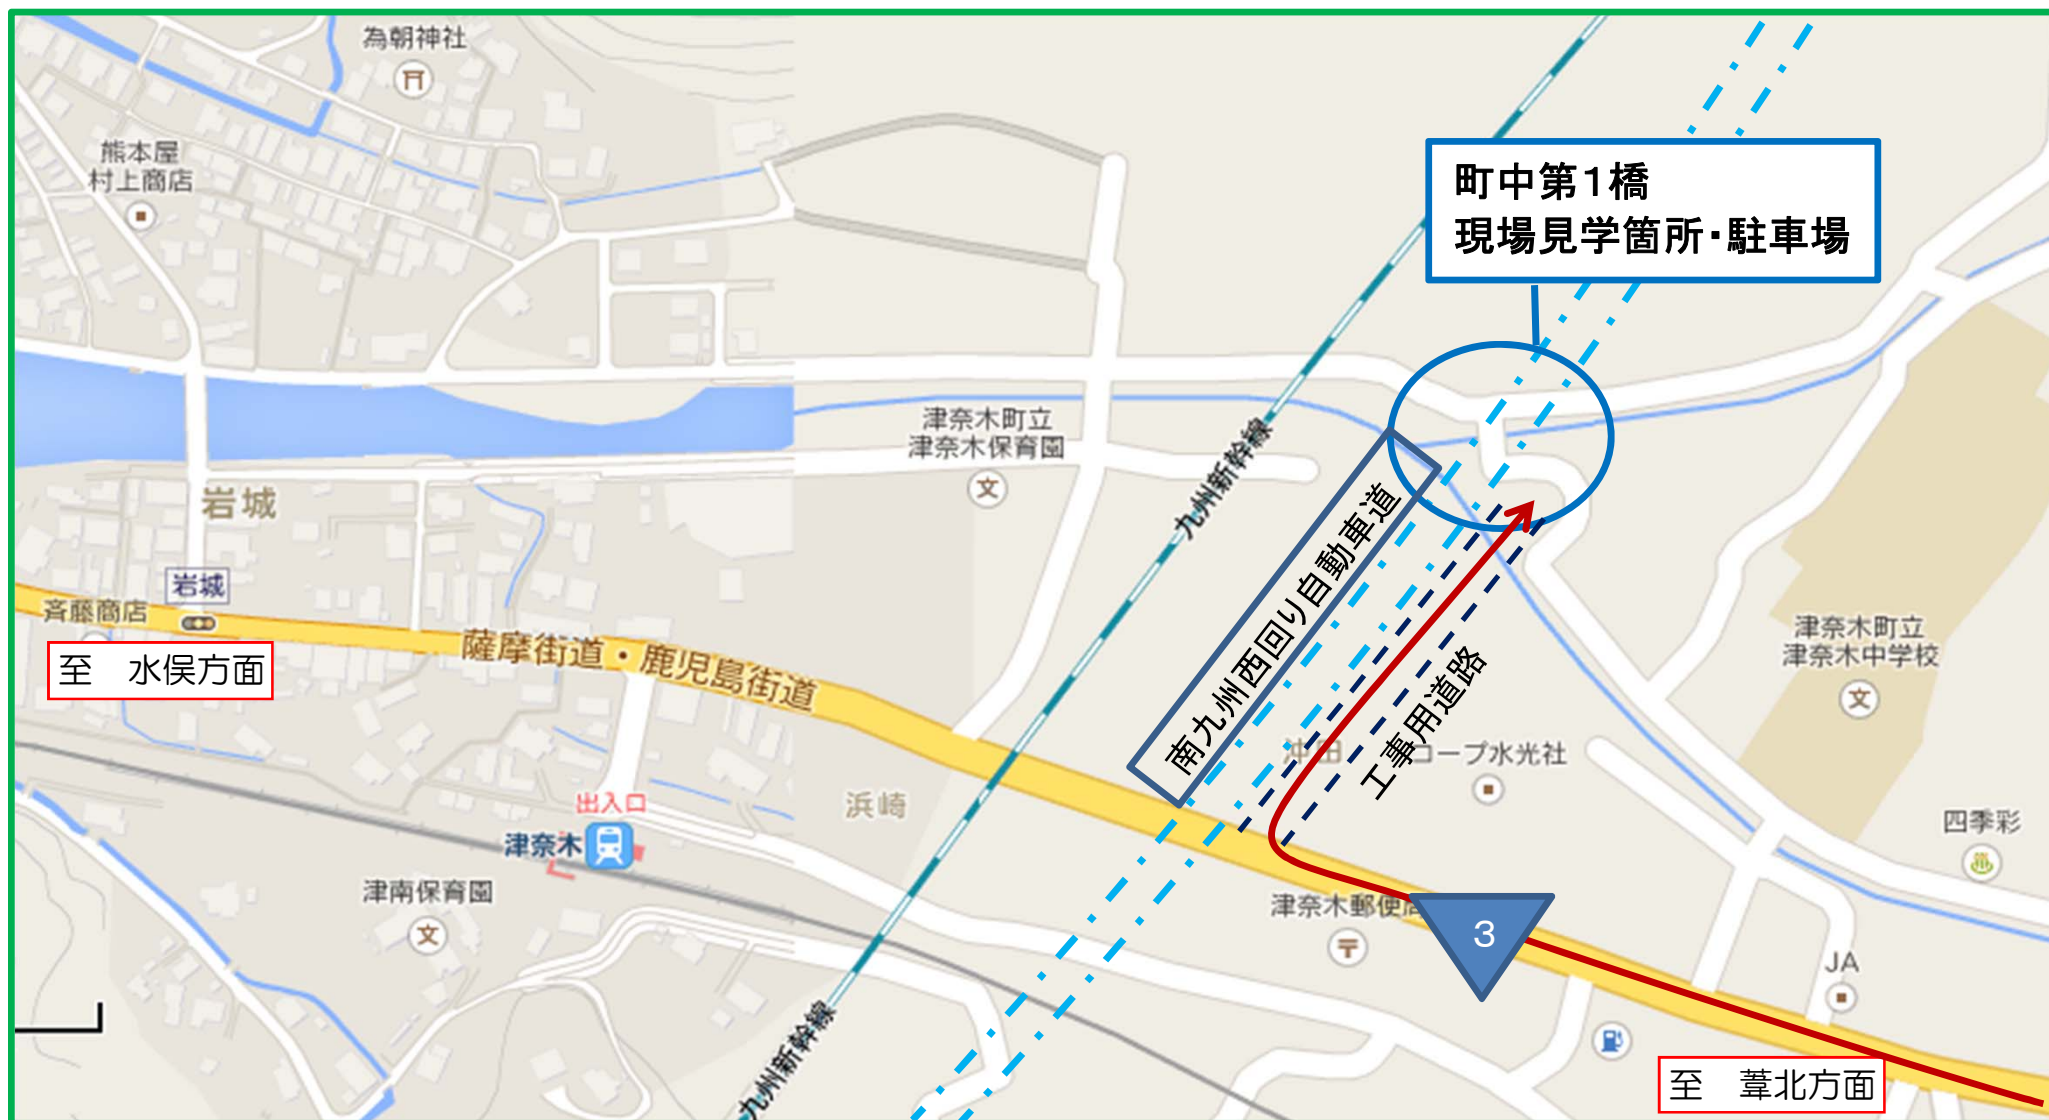 為朝神社
熊本屋
村上商店
町中第1橋
現場見学箇所・駐車場
津奈木町立
津奈木保育園
文
九州新幹線
南九州西回り自動車道
岩城
岩城
斉藤商店
至 水俣方面
薩摩街道・鹿児島街道
工事用道路
沖田
コープ水光社
津奈木町立
津奈木中学校
文
出入口
津奈木
浜崎
四季彩
津南保育園
文
津奈木郵便局
3
JA
九州新幹線
至 葦北方面